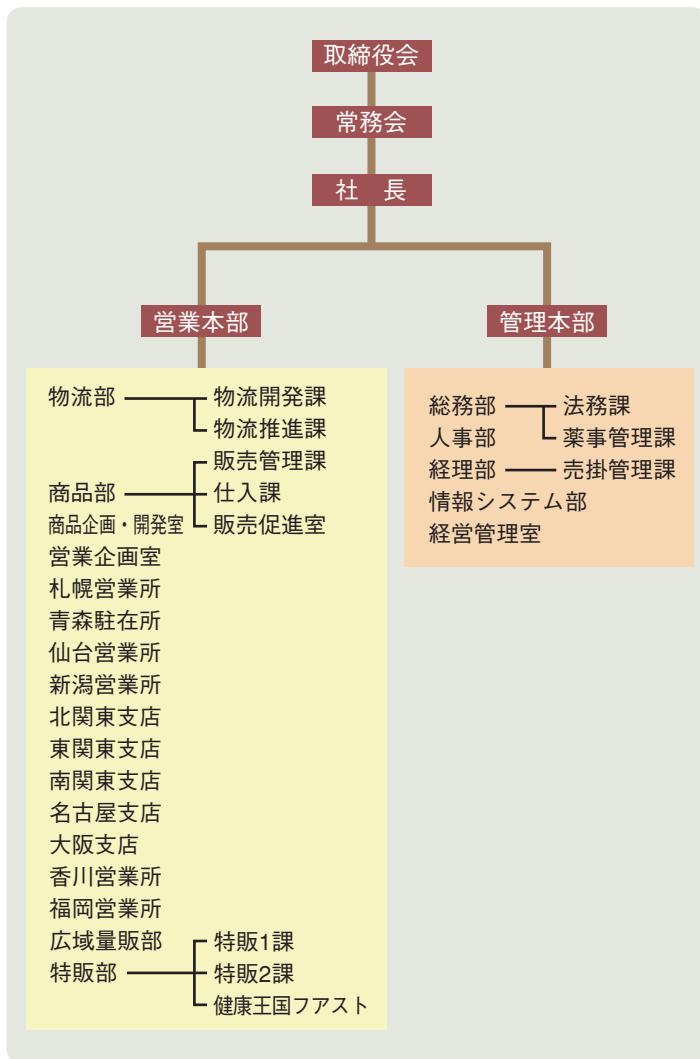 取締役会
常務会
社　長
営業本部
管理本部
物流部 物流開発課
物流推進課
販売管理課
商品部 仕入課
商品企画・開発室 販売促進室
営業企画室
札幌営業所
青森駐在所
仙台営業所
新潟営業所
北関東支店
東関東支店
南関東支店
名古屋支店
大阪支店
香川営業所
福岡営業所
広域量販部 特販1課
特販部 特販2課
健康王国フアスト
総務部 法務課
人事部 薬事管理課
経理部 売掛管理課
情報システム部
経営管理室